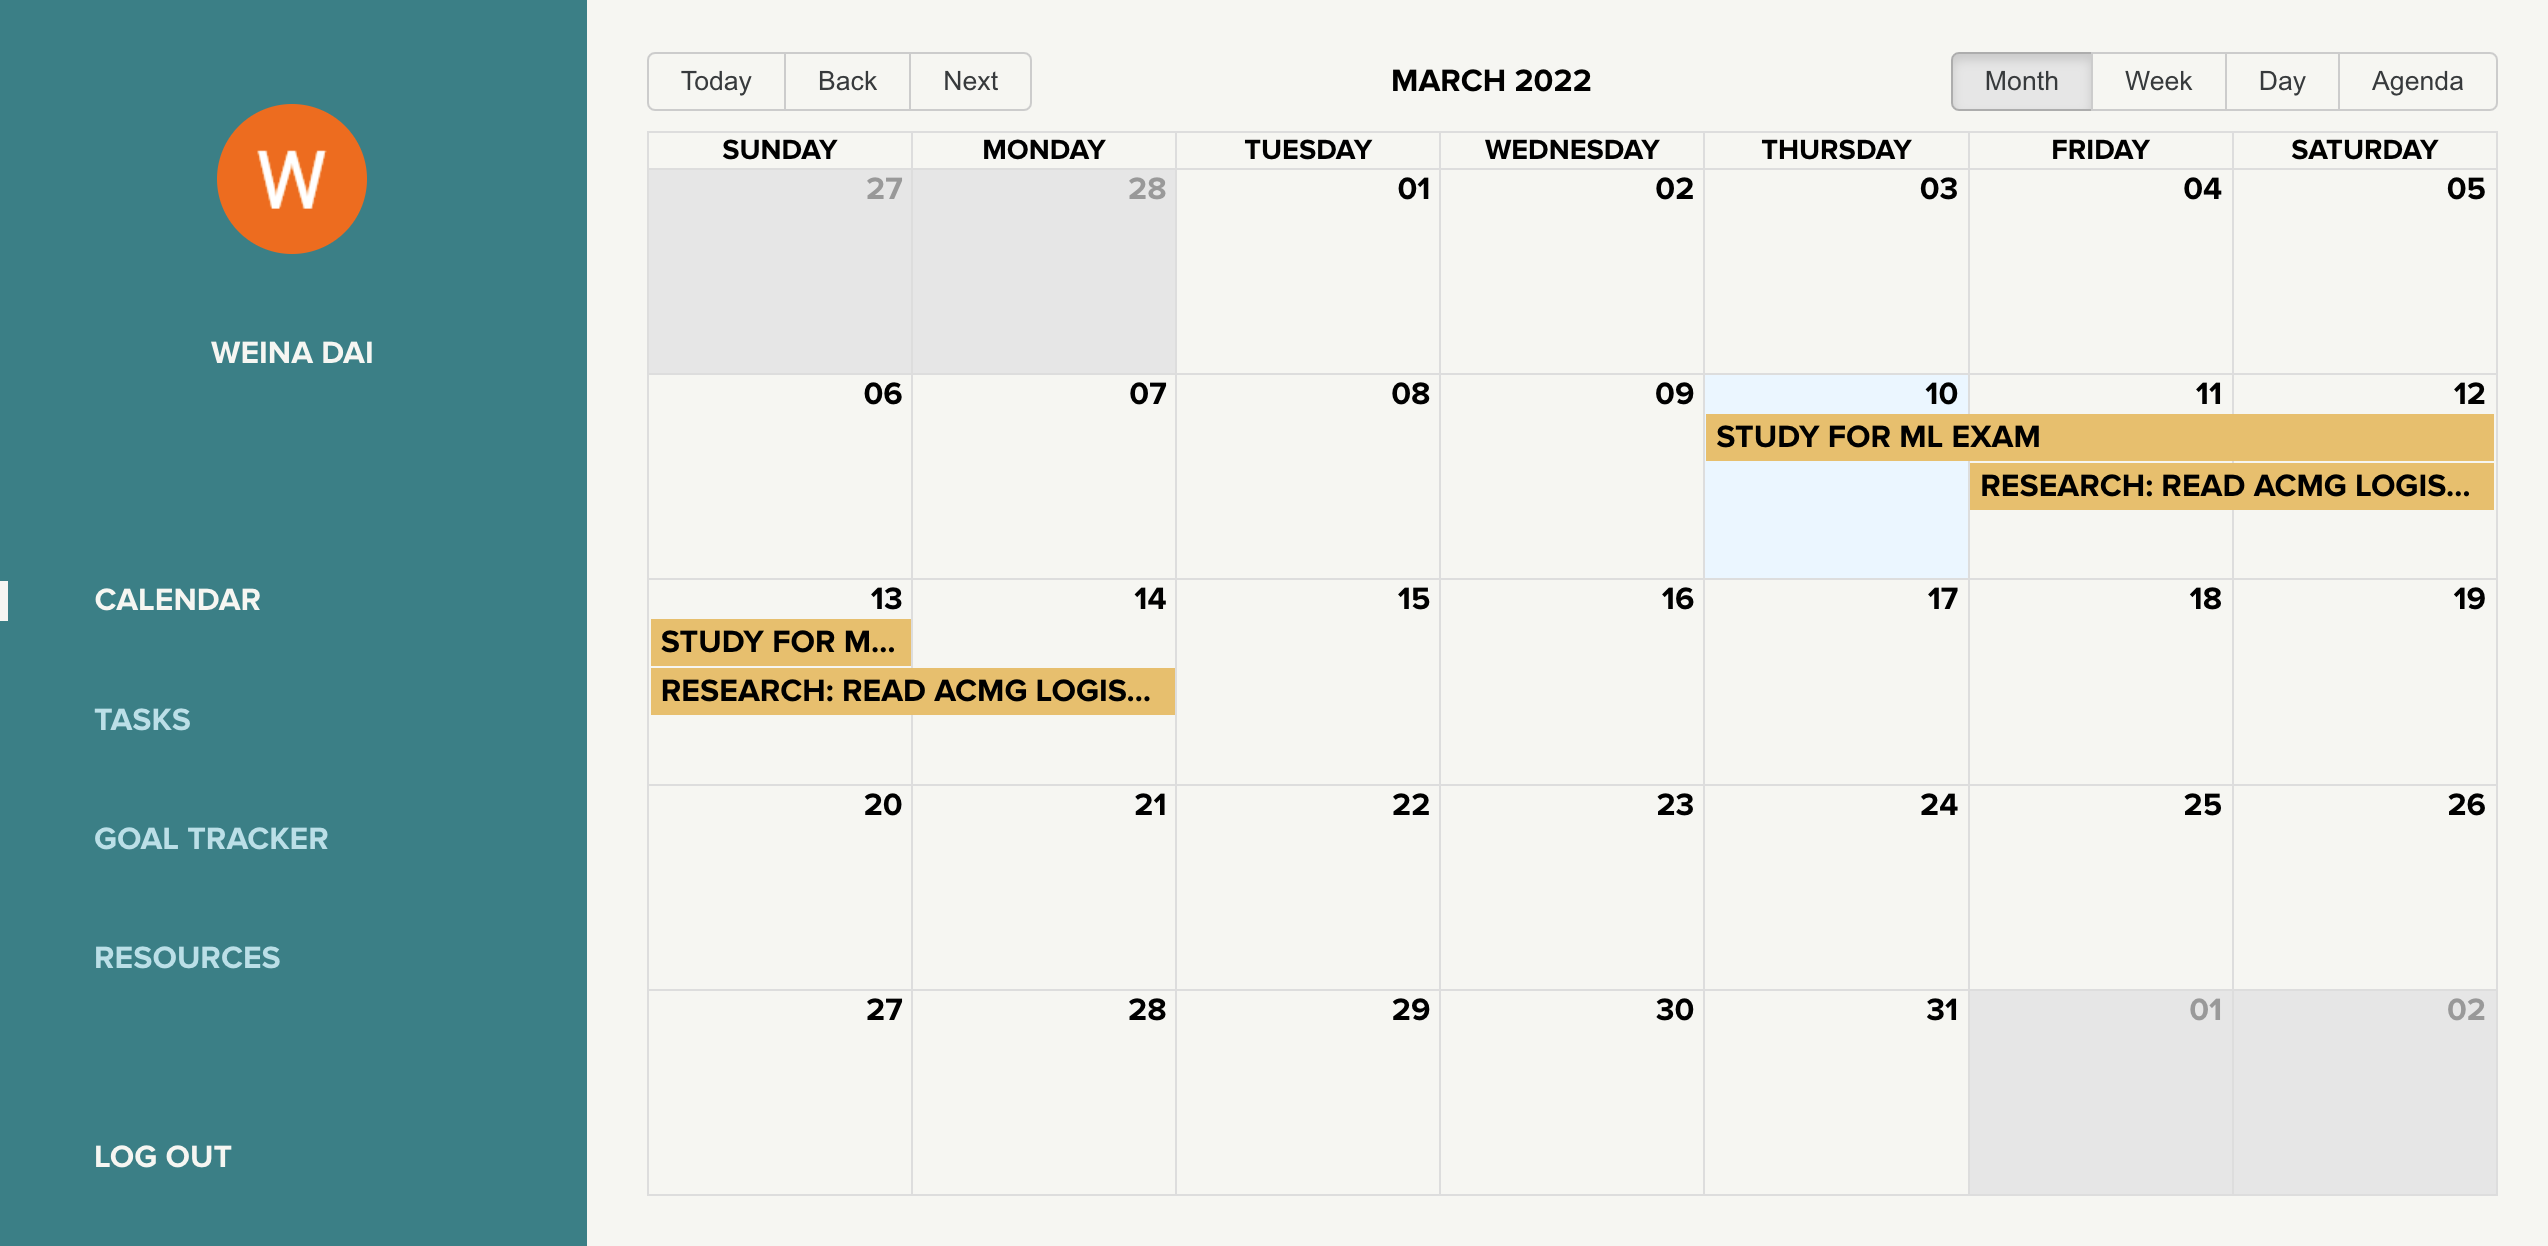 W
WEINA DAI
CALENDAR
TASKS
GOAL TRACKER
RESOURCES
LOG OUT
Today Back Next MARCH 2022 Month Week Day Agenda
SUNDAY MONDAY TUESDAY WEDNESDAY THURSDAY FRIDAY SATURDAY
27 28 01 02 03 04 05
06 07 08 09 10 11 12
STUDY FOR ML EXAM
RESEARCH: READ ACMG LOGIS...
13 14 15 16 17 18 19
STUDY FOR M...
RESEARCH: READ ACMG LOGIS...
20 21 22 23 24 25 26
27 28 29 30 31 01 02